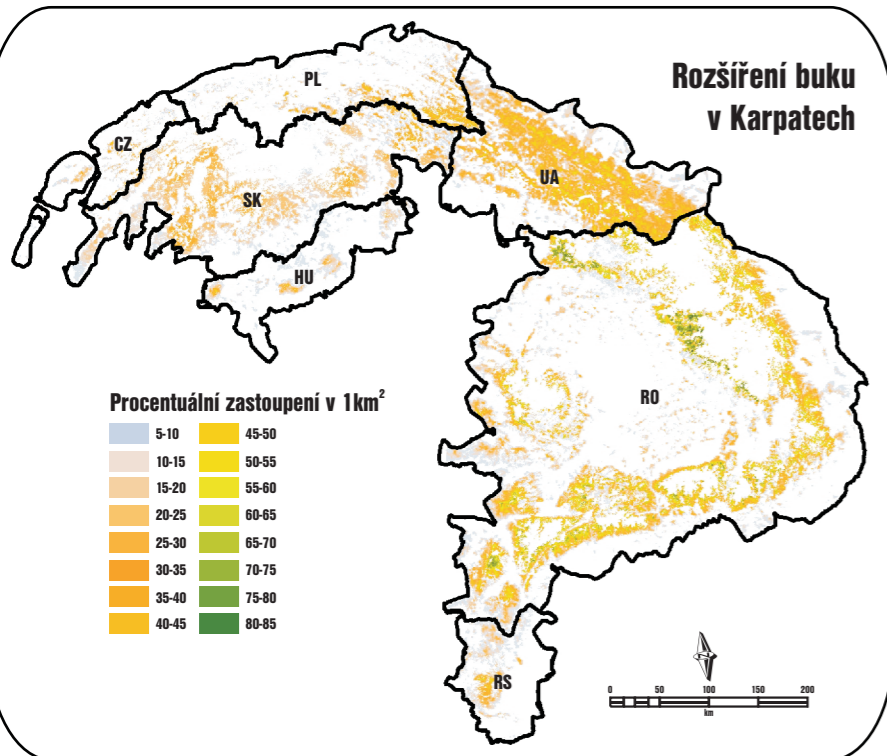 Rozšíření buku
v Karpatech
PL
CZ
SK
UA
HU
RO
RS
Procentuální zastoupení v 1km²
5-10 45-50
10-15 50-55
15-20 55-60
20-25 60-65
25-30 65-70
30-35 70-75
35-40 75-80
40-45 80-85
0 50 100 150 200
km